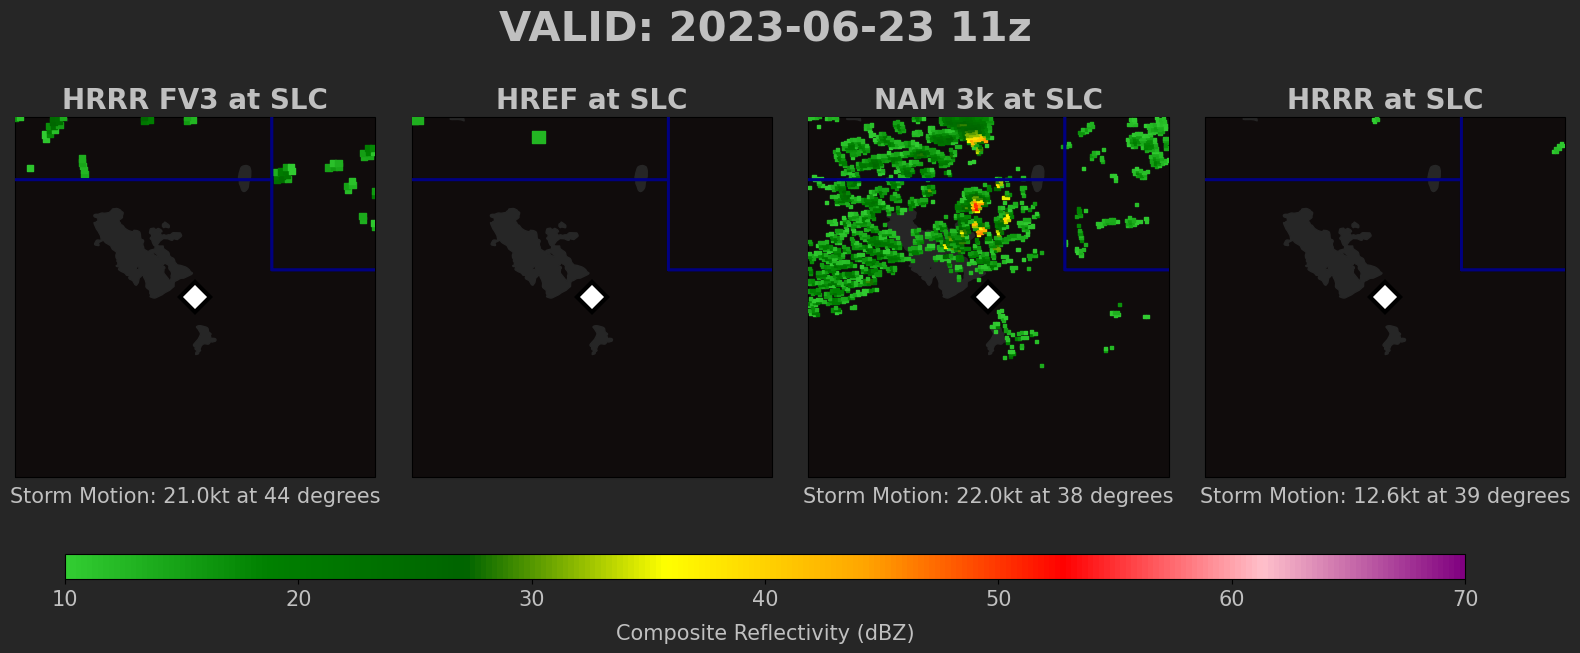 VALID: 2023-06-23 11z
HRRR FV3 at SLC
HREF at SLC
NAM 3k at SLC
HRRR at SLC
Storm Motion: 21.0kt at 44 degrees
Storm Motion: 22.0kt at 38 degrees
Storm Motion: 12.6kt at 39 degrees
10 20 30 40 50 60 70
Composite Reflectivity (dBZ)